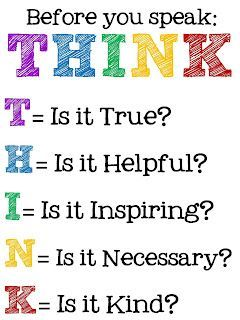 Before you speak:
THINK
T = Is it True?
H = Is it Helpful?
I = Is it Inspiring?
N = Is it Necessary?
K = Is it Kind?